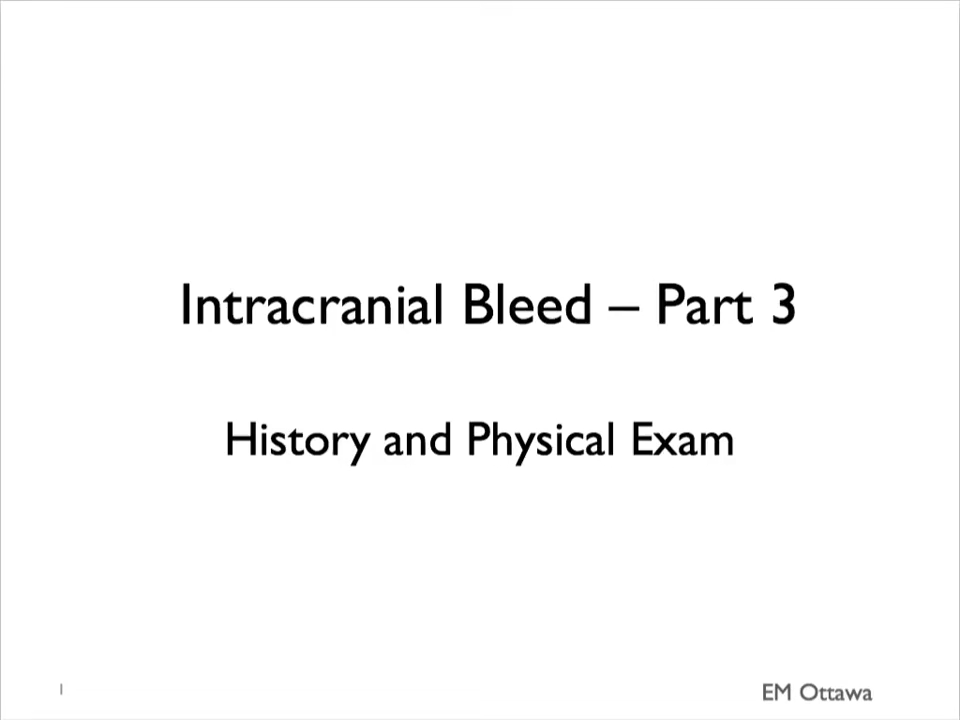 Intracranial Bleed – Part 3
History and Physical Exam
1
EM Ottawa